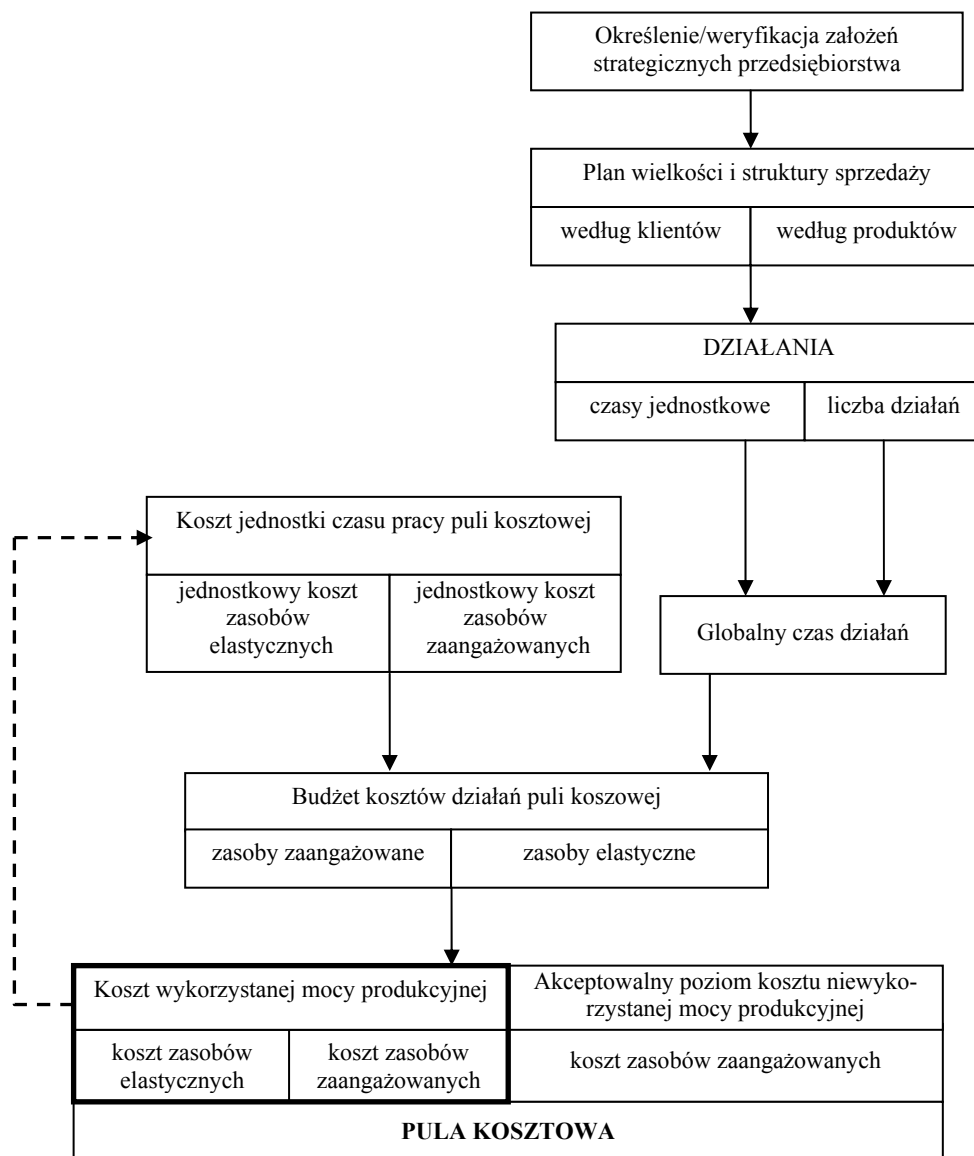 Określenie/weryfikacja założeń
strategicznych przedsiębiorstwa
Plan wielkości i struktury sprzedaży
według klientów
według produktów
DZIAŁANIA
czasy jednostkowe
liczba działań
Koszt jednostki czasu pracy puli kosztowej
jednostkowy koszt
zasobów
elastycznych
jednostkowy koszt
zasobów
zaangażowanych
Globalny czas działań
Budżet kosztów działań puli koszowej
zasoby zaangażowane
zasoby elastyczne
Koszt wykorzystanej mocy produkcyjnej
koszt zasobów
elastycznych
koszt zasobów
zaangażowanych
Akceptowalny poziom kosztu niewyko-
rzystanej mocy produkcyjnej
koszt zasobów zaangażowanych
PULA KOSZTOWA